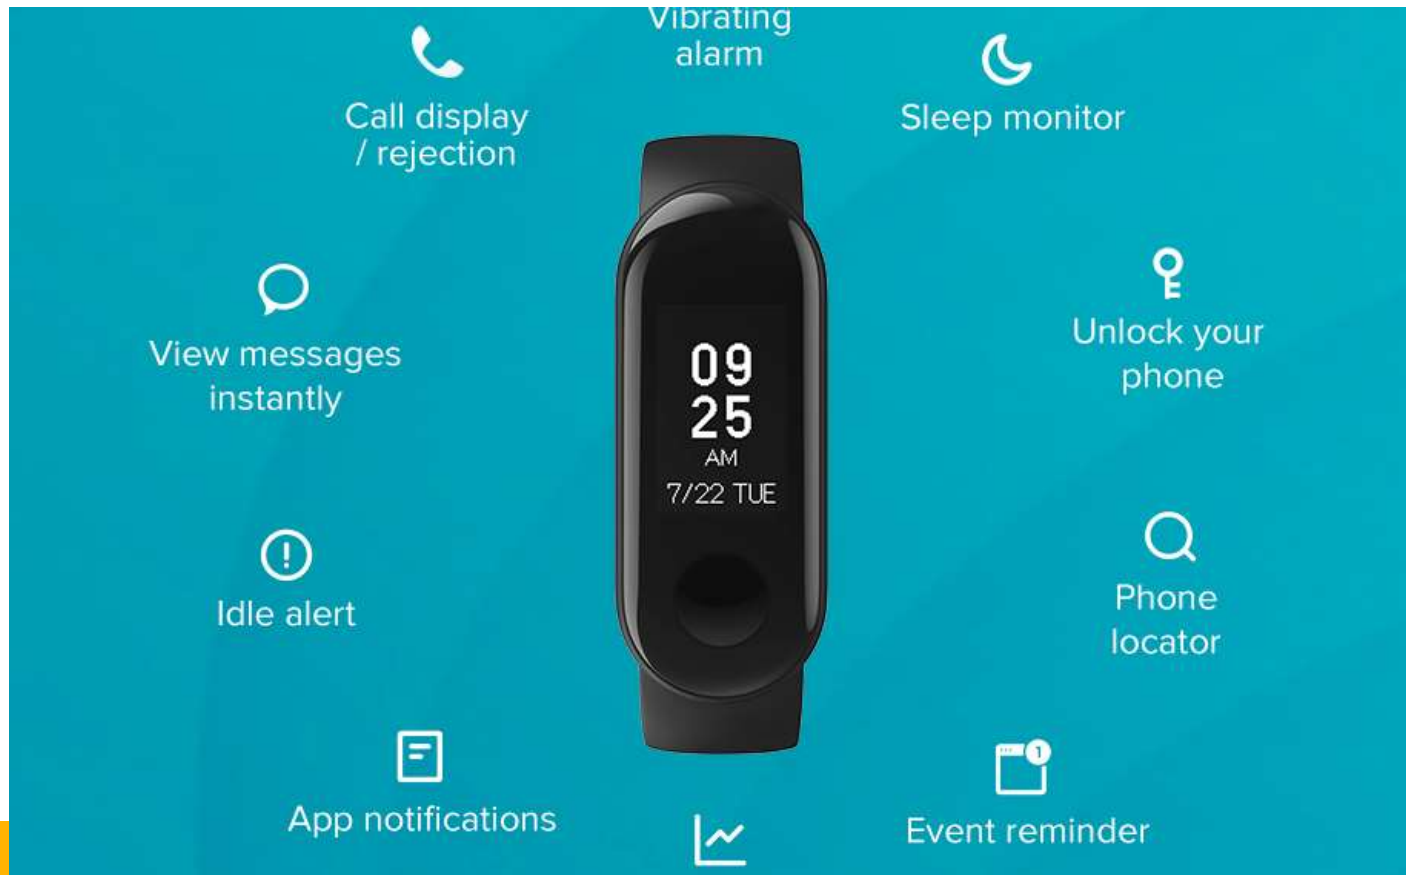 Vibrating
alarm
Call display
/ rejection
Sleep monitor
View messages
instantly
Unlock your
phone
09
25
AM
7/22 TUE
Idle alert
Phone
locator
App notifications
1
Event reminder